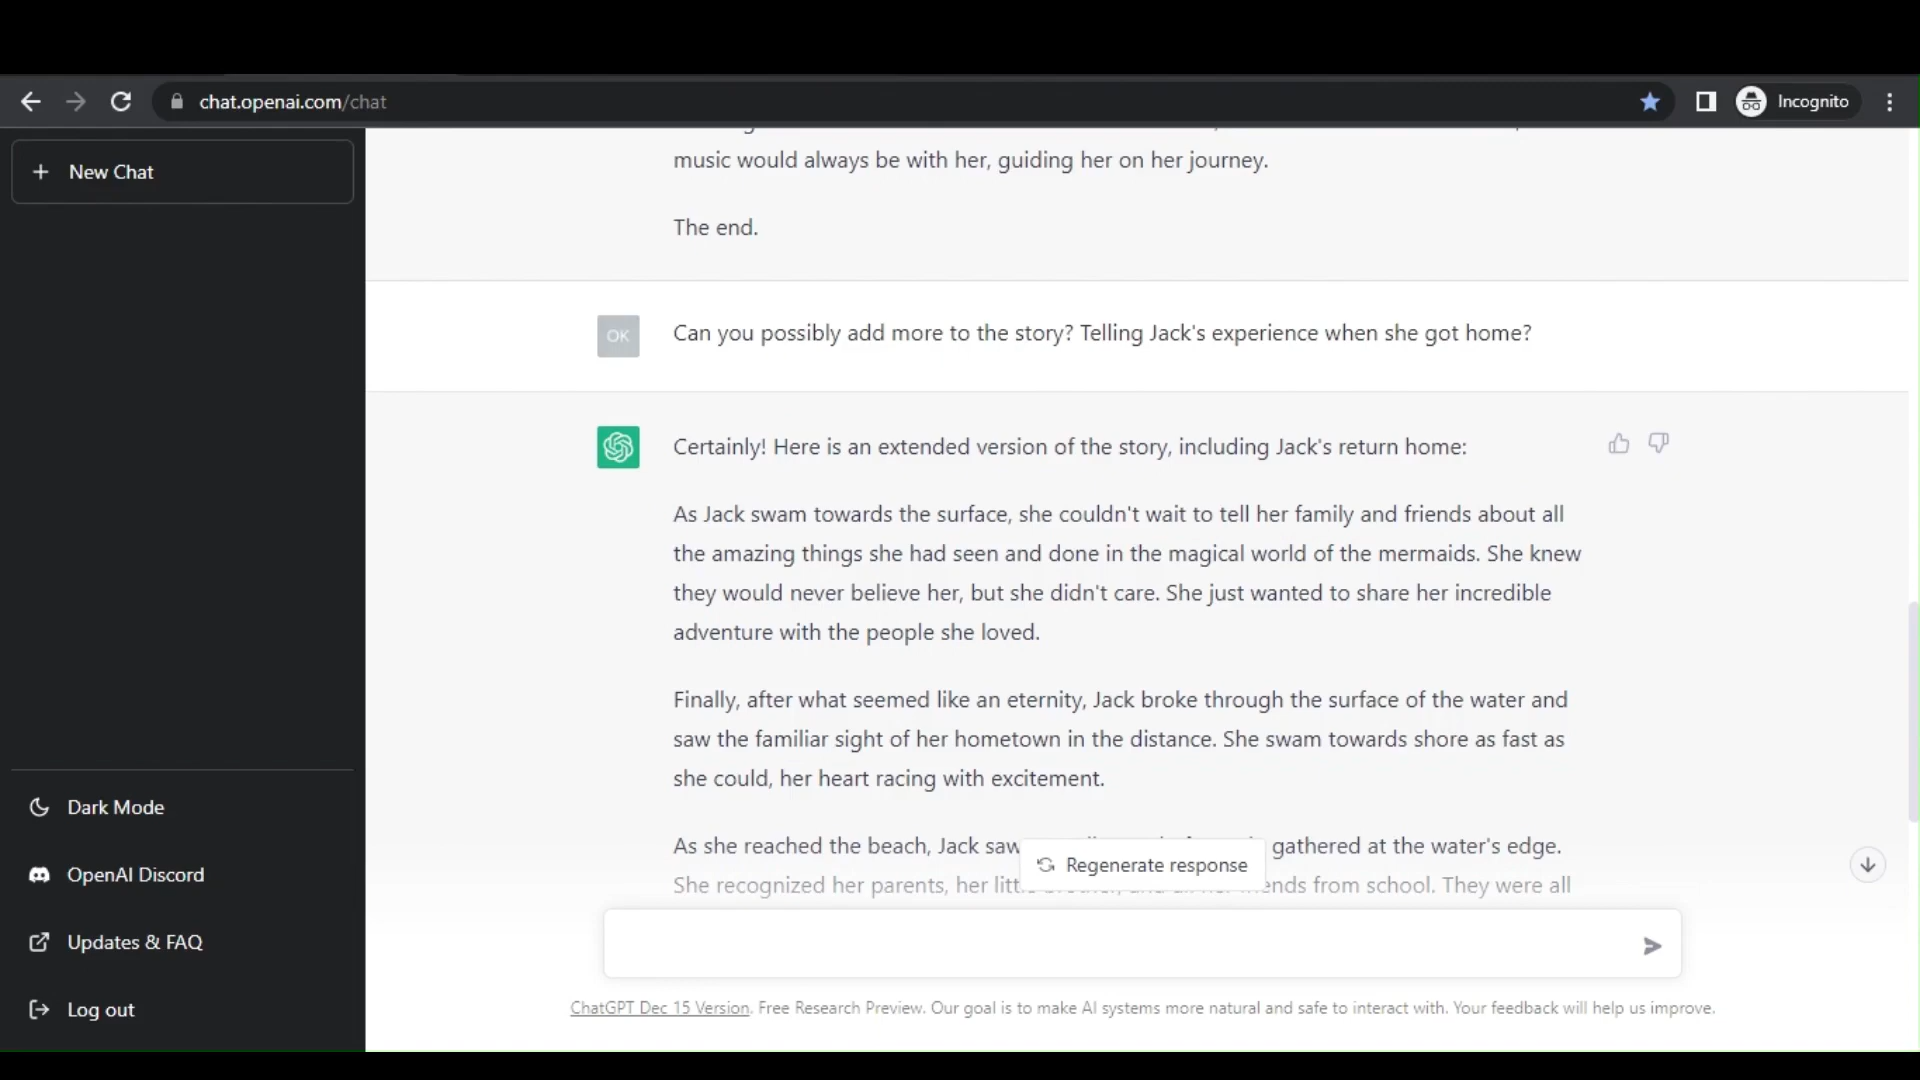 chat.openai.com/chat
Incognito
New Chat
music would always be with her, guiding her on her journey.
The end.
OK
Can you possibly add more to the story? Telling Jack's experience when she got home?
Certainly! Here is an extended version of the story, including Jack's return home:
As Jack swam towards the surface, she couldn't wait to tell her family and friends about all
the amazing things she had seen and done in the magical world of the mermaids. She knew
they would never believe her, but she didn't care. She just wanted to share her incredible
adventure with the people she loved.
Finally, after what seemed like an eternity, Jack broke through the surface of the water and
saw the familiar sight of her hometown in the distance. She swam towards shore as fast as
she could, her heart racing with excitement.
As she reached the beach, Jack saw gathered at the water's edge.
Regenerate response
She recognized her parents, her from school. They were all
Dark Mode
OpenAI Discord
Updates & FAQ
Log out
ChatGPT Dec 15 Version. Free Research Preview. Our goal is to make AI systems more natural and safe to interact with. Your feedback will help us improve.